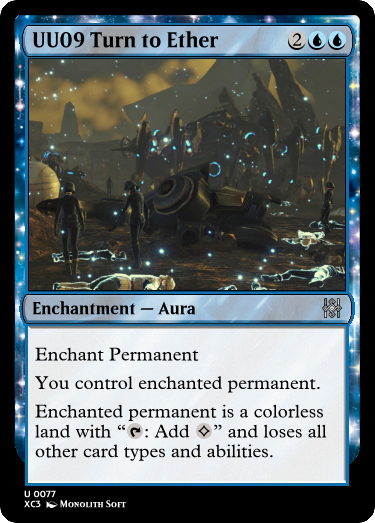 UU09 Turn to Ether 2
Enchantment — Aura
Enchant Permanent
You control enchanted permanent.
Enchanted permanent is a colorless
land with “: Add ” and loses all
other card types and abilities.
U 0077
XC3 Monolith Soft